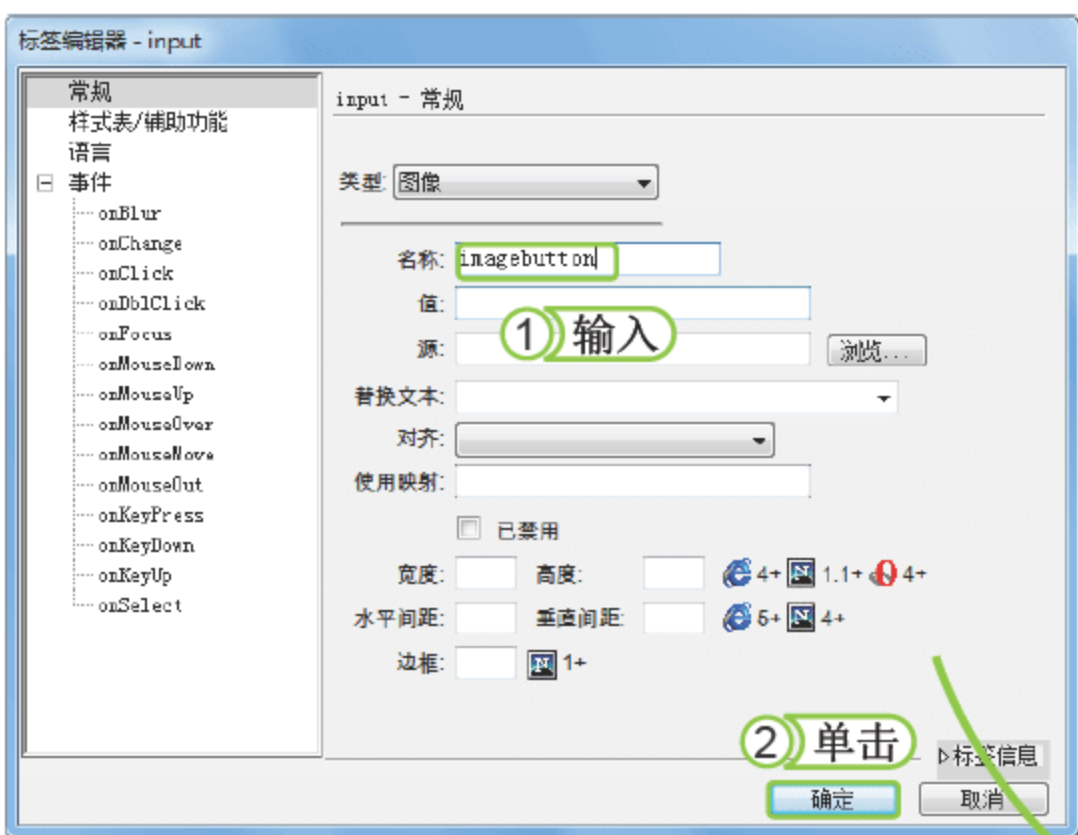 标签编辑器 - input
常规
样式表/辅助功能
语言
事件
onBlur
onChange
onClick
onDblClick
onFocus
onMouseDown
onMouseUp
onMouseOver
onMouseMove
onMouseOut
onKeyPress
onKeyDown
onKeyUp
onSelect
input - 常规
类型: 图像
名称: imagebutton
值:
① 输入
源: 浏览...
替换文本:
对齐:
使用映射:
已禁用
宽度: 高度: 4+ N 1.1+ 4+
水平间距: 垂直间距: 5+ N 4+
边框: N 1+
② 单击
标签信息
确定 取消